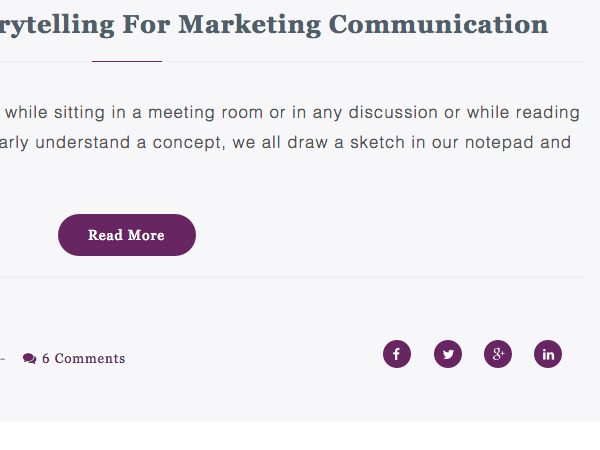 rytelling For Marketing Communication
while sitting in a meeting room or in any discussion or while reading
arly understand a concept, we all draw a sketch in our notepad and
Read More
- 6 Comments